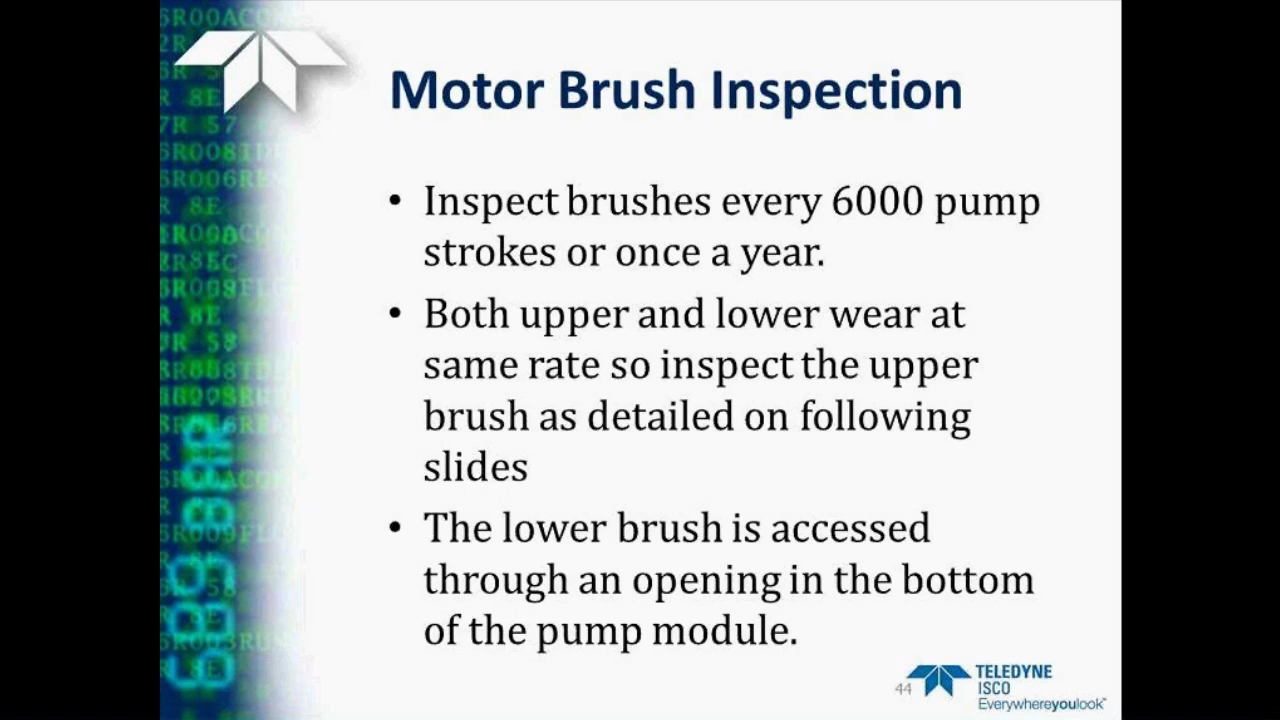 Motor Brush Inspection
• Inspect brushes every 6000 pump
strokes or once a year.
• Both upper and lower wear at
same rate so inspect the upper
brush as detailed on following
slides
• The lower brush is accessed
through an opening in the bottom
of the pump module.
44
TELEDYNE
ISCO
Everywhereyoulook™